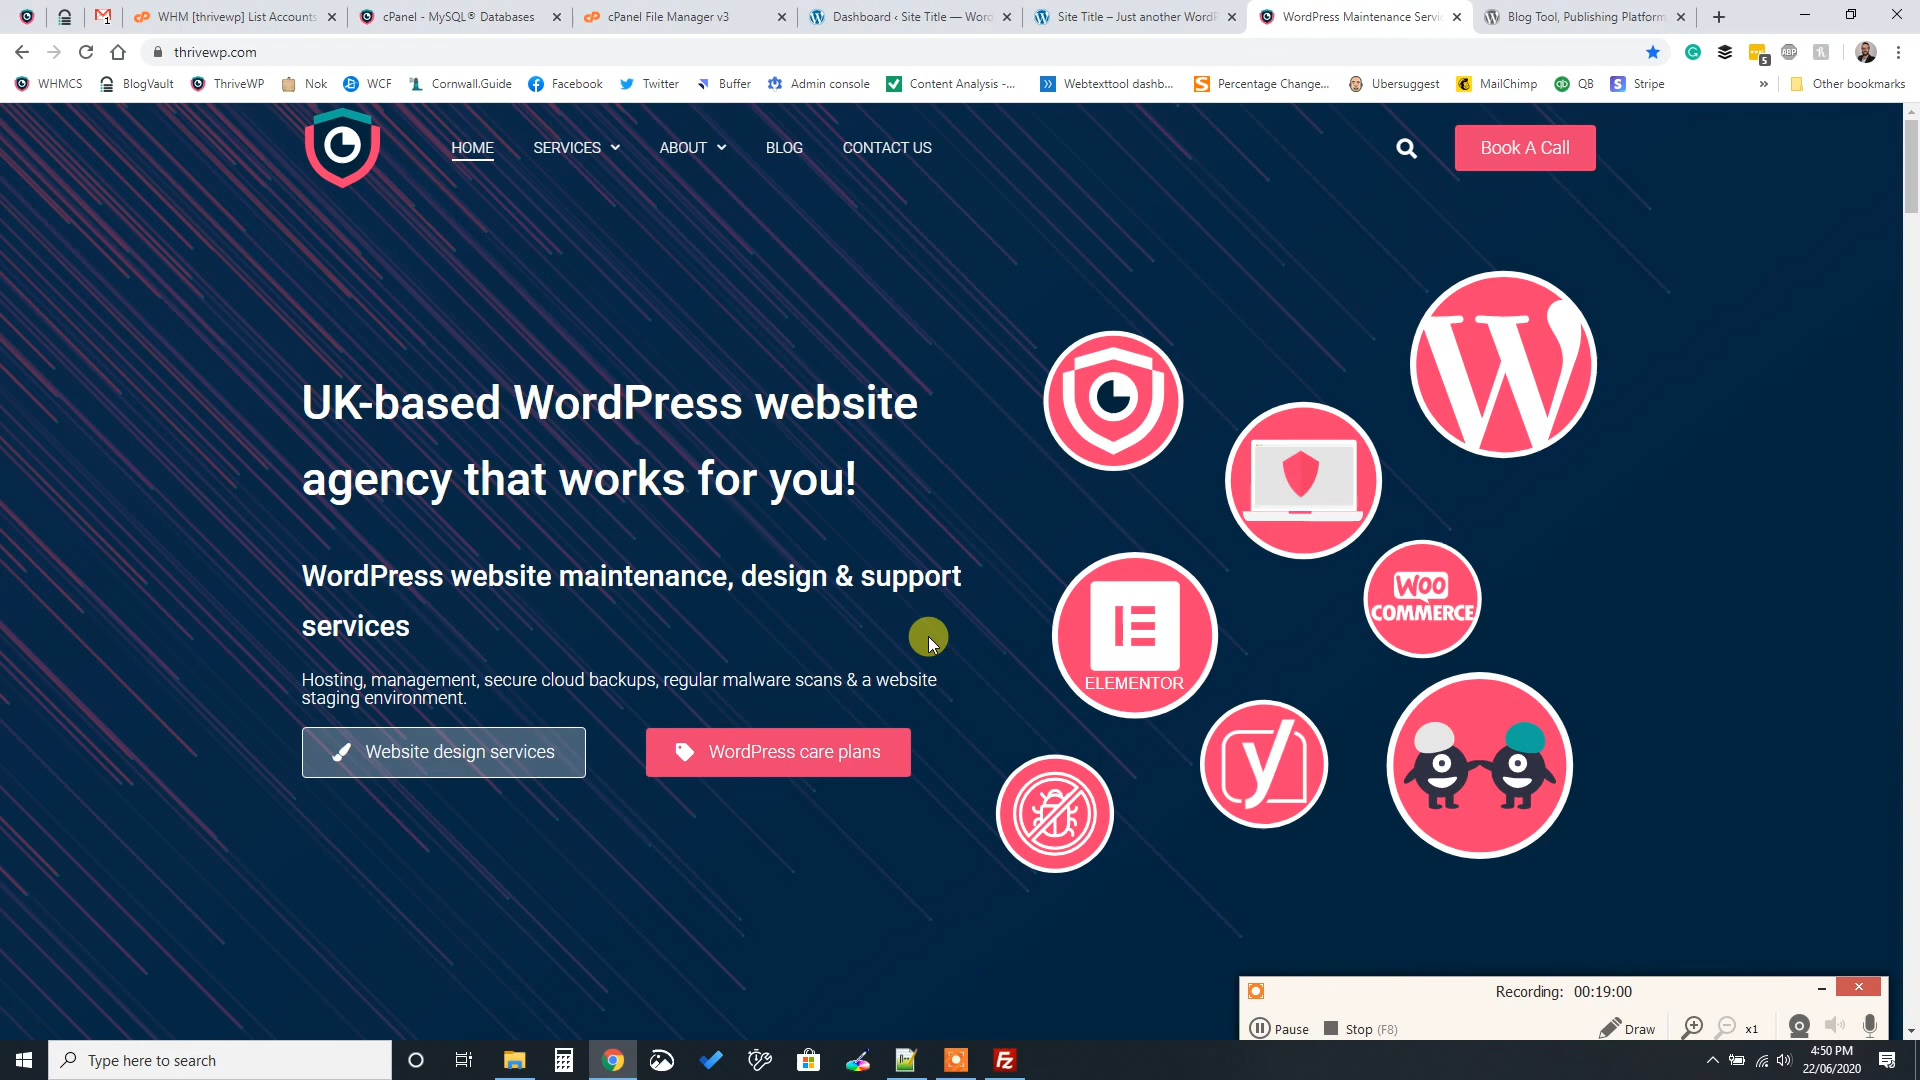 WHM [thrivewp] List Accounts
cPanel - MySQL® Databases
cPanel File Manager v3
Dashboard ‹ Site Title — Word
Site Title – Just another WordP
WordPress Maintenance Servi
Blog Tool, Publishing Platform,
thrivewp.com
5
WHMCS
BlogVault
ThriveWP
Nok
WCF
Cornwall.Guide
Facebook
Twitter
Buffer
Admin console
Content Analysis -...
Webtexttool dashb...
Percentage Change...
Ubersuggest
MailChimp
QB
Stripe
Other bookmarks
HOME
SERVICES
ABOUT
BLOG
CONTACT US
Book A Call
UK-based WordPress website
agency that works for you!
WordPress website maintenance, design & support
services
Hosting, management, secure cloud backups, regular malware scans & a website
staging environment.
Website design services
WordPress care plans
WOO
COMMERCE
ELEMENTOR
Recording: 00:19:00
Pause
Stop (F8)
Draw
x1
Type here to search
4:50 PM
22/06/2020